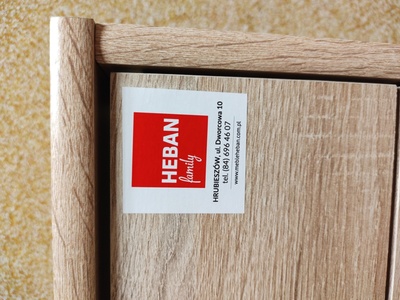 HEBAN
family
HRUBIESZÓW, ul. Dworcowa 10
tel. (84) 696 46 07
www.meble-heban.com.pl